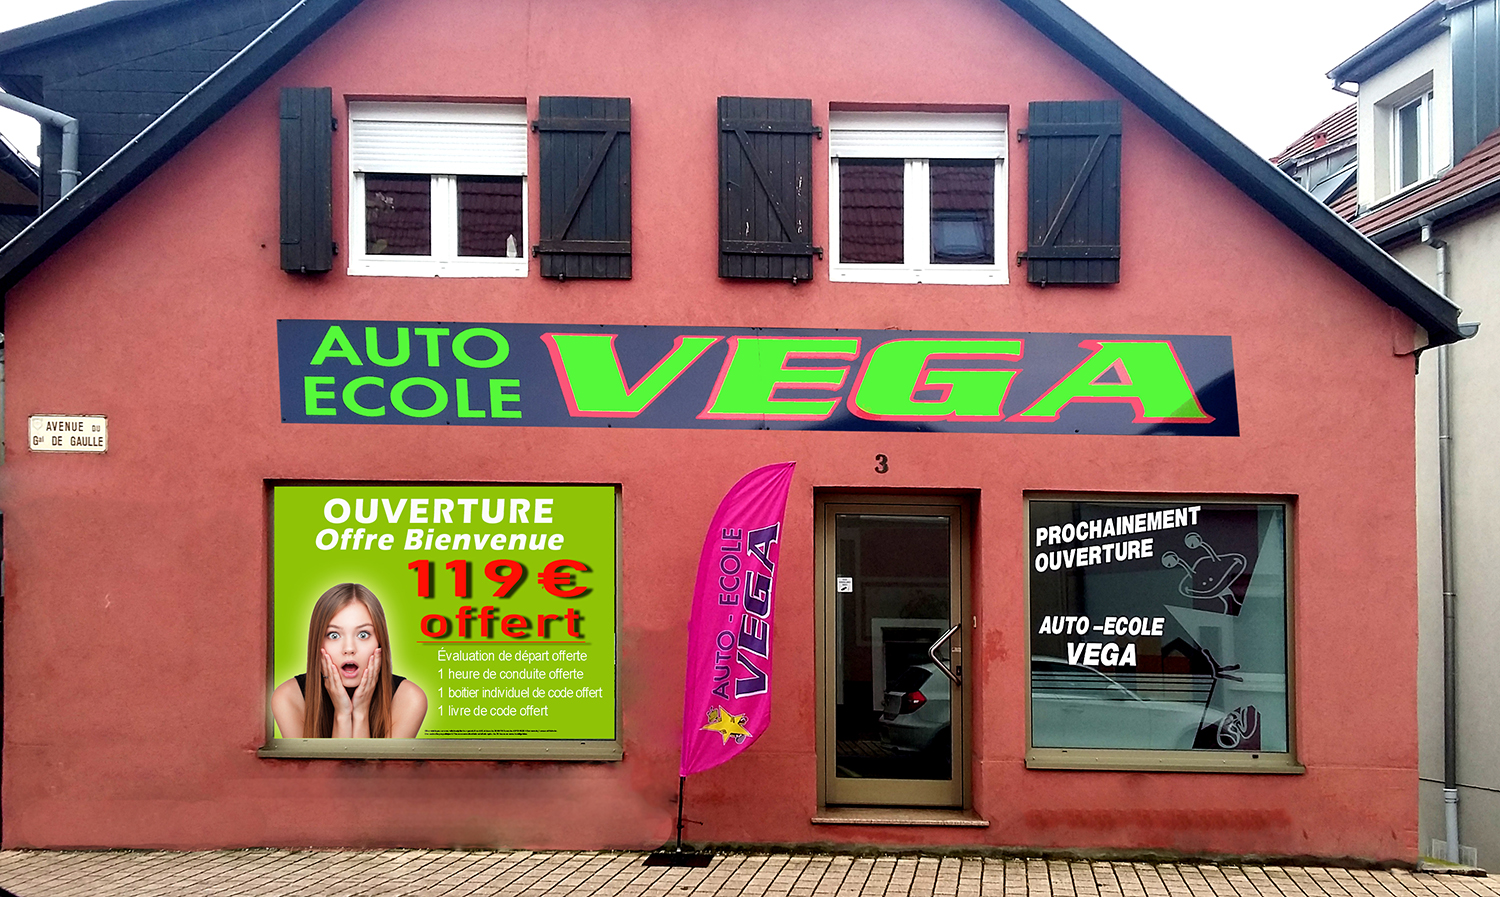 AUTO
ECOLE
VEGA
AVENUE DU
Gal DE GAULLE
3
OUVERTURE
Offre Bienvenue
119€
offert
Évaluation de départ offerte
1 heure de conduite offerte
1 boitier individuel de code offert
1 livre de code offert
AUTO - ECOLE
VEGA
PROCHAINEMENT
OUVERTURE
AUTO –ECOLE
VEGA